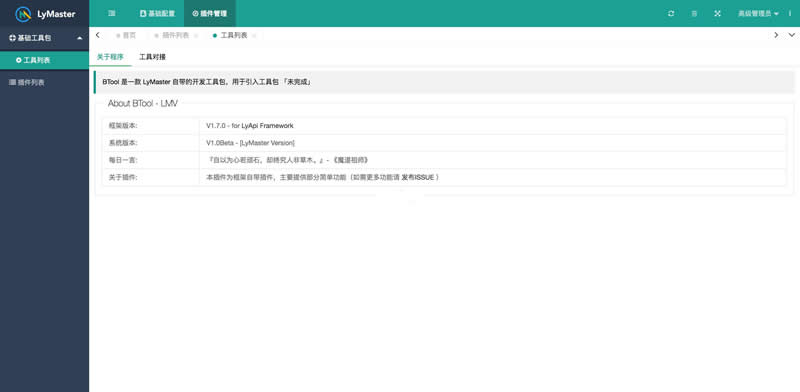 LyMaster
基础配置
插件管理
高级管理员
基础工具包
工具列表
插件列表
首页
插件列表
工具列表
关于程序
工具对接
BTool 是一款 LyMaster 自带的开发工具包，用于引入工具包 「未完成」
About BTool - LMV
框架版本: V1.7.0 - for LyApi Framework
系统版本: V1.0Beta - [LyMaster Version]
每日一言: 『自以为心若顽石，却终究人非草木。』-《魔道祖师》
关于插件: 本插件为框架自带插件，主要提供部分简单功能（如需更多功能请 发布ISSUE ）